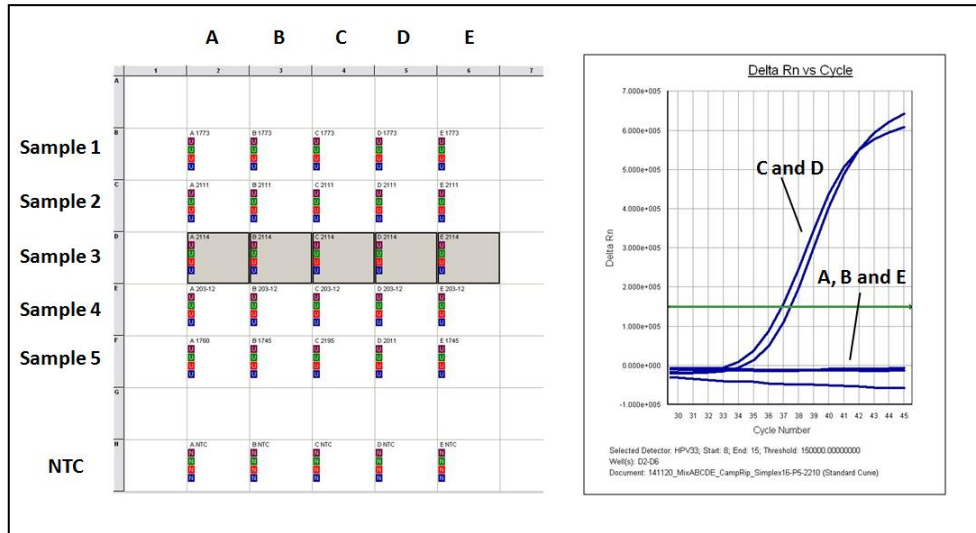 A B C D E
1 2 3 4 5 6 7
A
B A 1773 B 1773 C 1773 D 1773 E 1773
Sample 1
U U U U U
U U U U U
U U U U U
U U U U U
C A 2111 B 2111 C 2111 D 2111 E 2111
Sample 2
U U U U U
U U U U U
U U U U U
U U U U U
D A 2114 B 2114 C 2114 D 2114 E 2114
Sample 3
U U U U U
U U U U U
U U U U U
U U U U U
E A 203-12 B 203-12 C 203-12 D 203-12 E 203-12
Sample 4
U U U U U
U U U U U
U U U U U
U U U U U
F A 1760 B 1745 C 2195 D 2011 E 1745
Sample 5
U U U U U
U U U U U
U U U U U
U U U U U
G
H A NTC B NTC C NTC D NTC E NTC
NTC
N N N N N
N N N N N
N N N N N
N N N N N
Delta Rn vs Cycle
7.000e+005
6.000e+005
5.000e+005
4.000e+005
3.000e+005
2.000e+005
1.000e+005
0.000e+000
-1.000e+005
Delta Rn
C and D
A, B and E
30 31 32 33 34 35 36 37 38 39 40 41 42 43 44 45
Cycle Number
Selected Detector: HPV33; Start: 8; End: 15; Threshold: 150000.00000000
Well(s): D2-D6
Document: 141120_MixABCDE_CampRip_Simplex16-P5-2210 (Standard Curve)